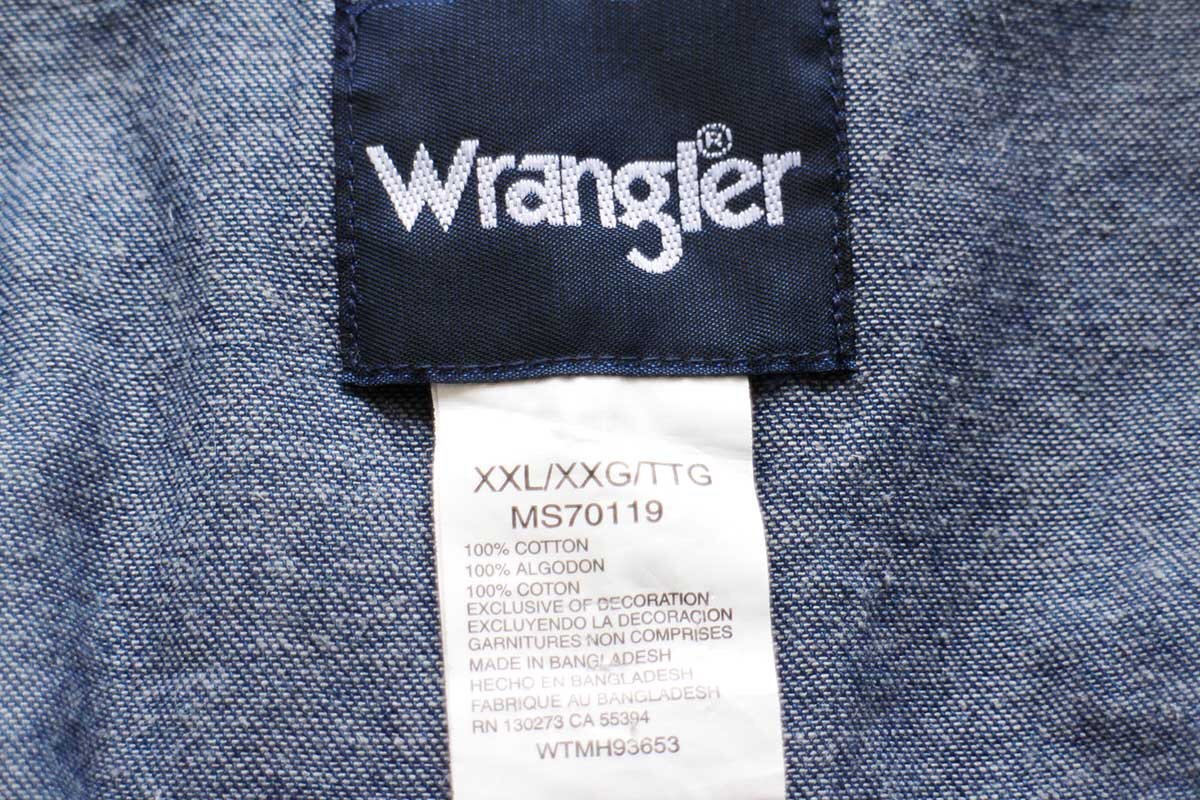 Wrangler®
XXL/XXG/TTG
MS70119
100% COTTON
100% ALGODON
100% COTON
EXCLUSIVE OF DECORATION
EXCLUYENDO LA DECORACION
GARNITURES NON COMPRISES
MADE IN BANGLADESH
HECHO EN BANGLADESH
FABRIQUE AU BANGLADESH
RN 130273 CA 55394
WTMH93653